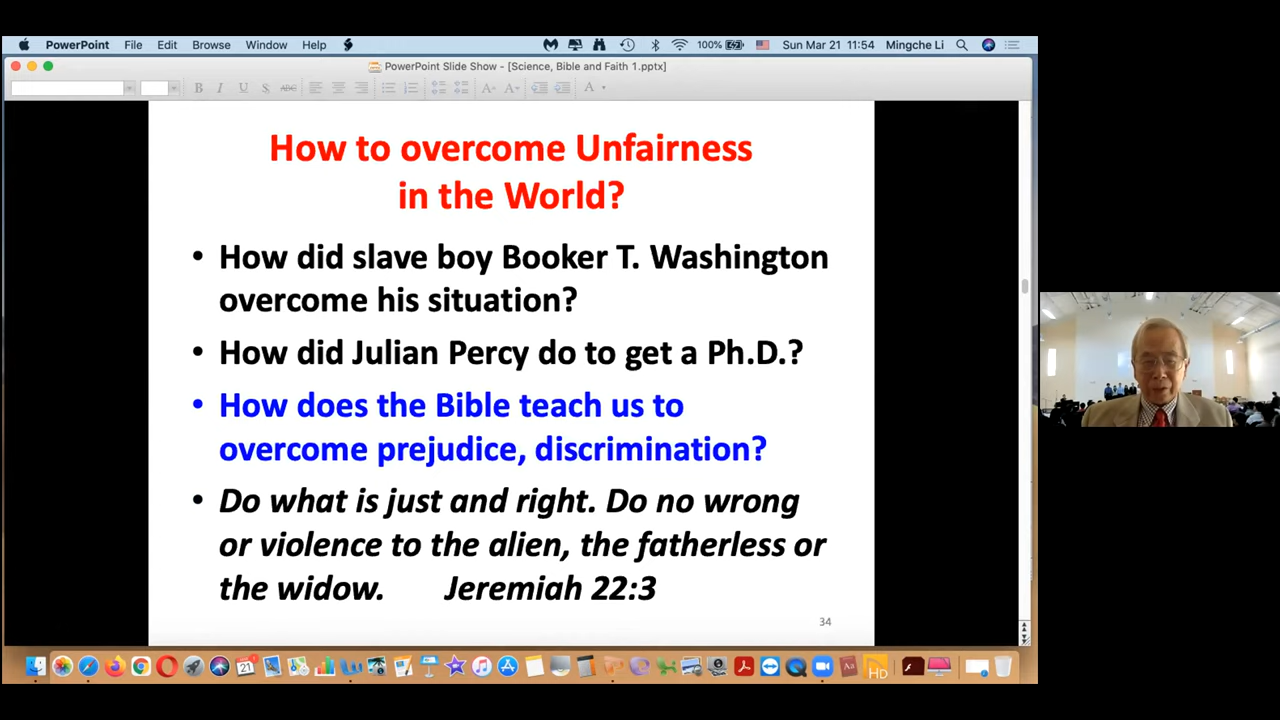 PowerPoint File Edit Browse Window Help 100% Sun Mar 21 11:54 Mingche Li
PowerPoint Slide Show - [Science, Bible and Faith 1.pptx]
B I U S ABC A A A
How to overcome Unfairness
in the World?
• How did slave boy Booker T. Washington
overcome his situation?
• How did Julian Percy do to get a Ph.D.?
• How does the Bible teach us to
overcome prejudice, discrimination?
• Do what is just and right. Do no wrong
or violence to the alien, the fatherless or
the widow. Jeremiah 22:3
34
21 Aa HD